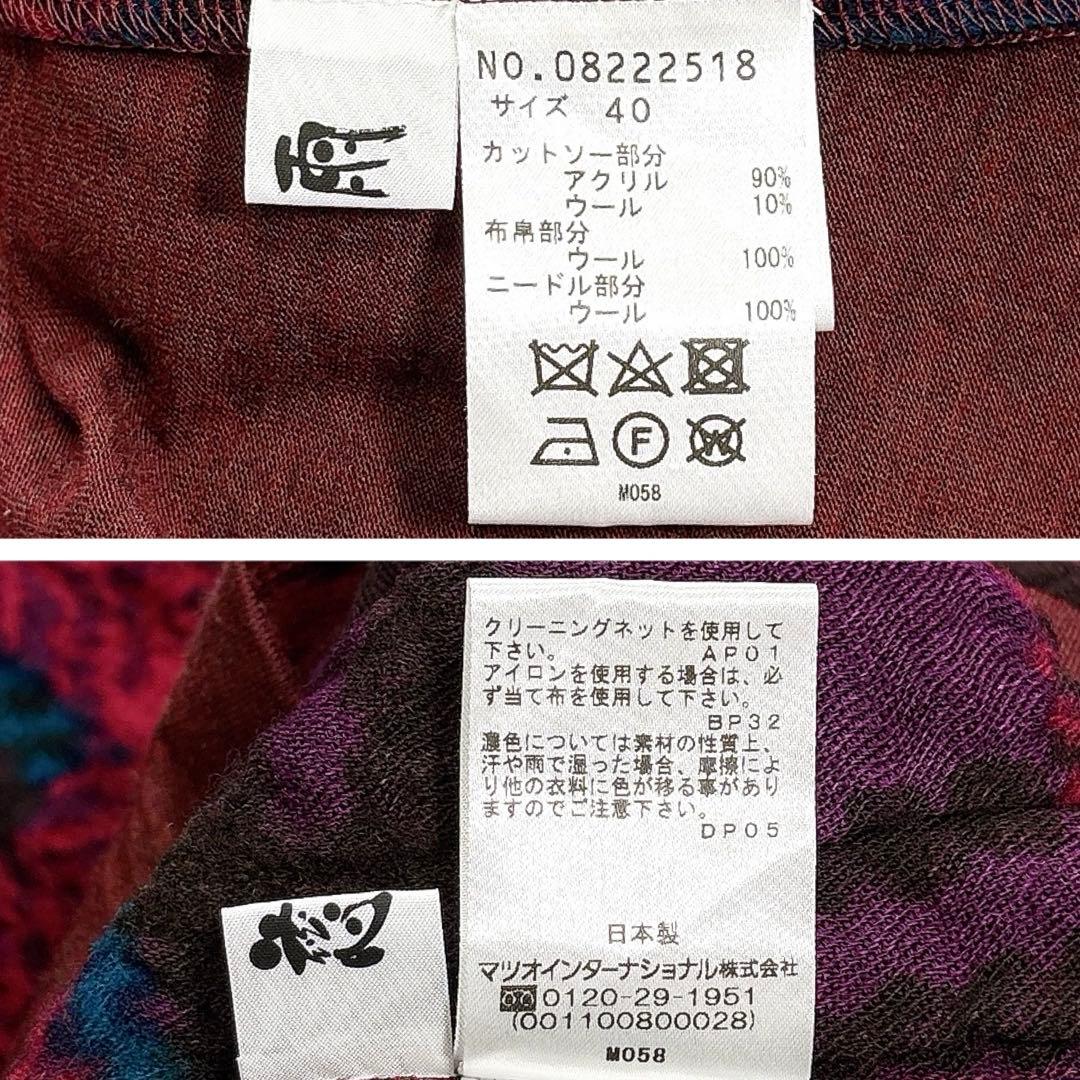 NO.08222518
サイズ 40
カットソー部分
アクリル 90%
ウール 10%
布帛部分
ウール 100%
ニードル部分
ウール 100%
F
W
M058
クリーニングネットを使用して
下さい。 AP01
アイロンを使用する場合は、必
ず当て布を使用して下さい。
BP32
濃色については素材の性質上、
汗や雨で湿った場合、摩擦によ
り他の衣料に色が移る事があり
ますのでご注意下さい。
DP05
日本製
マツオインターナショナル株式会社
0120-29-1951
(001100800028)
M058